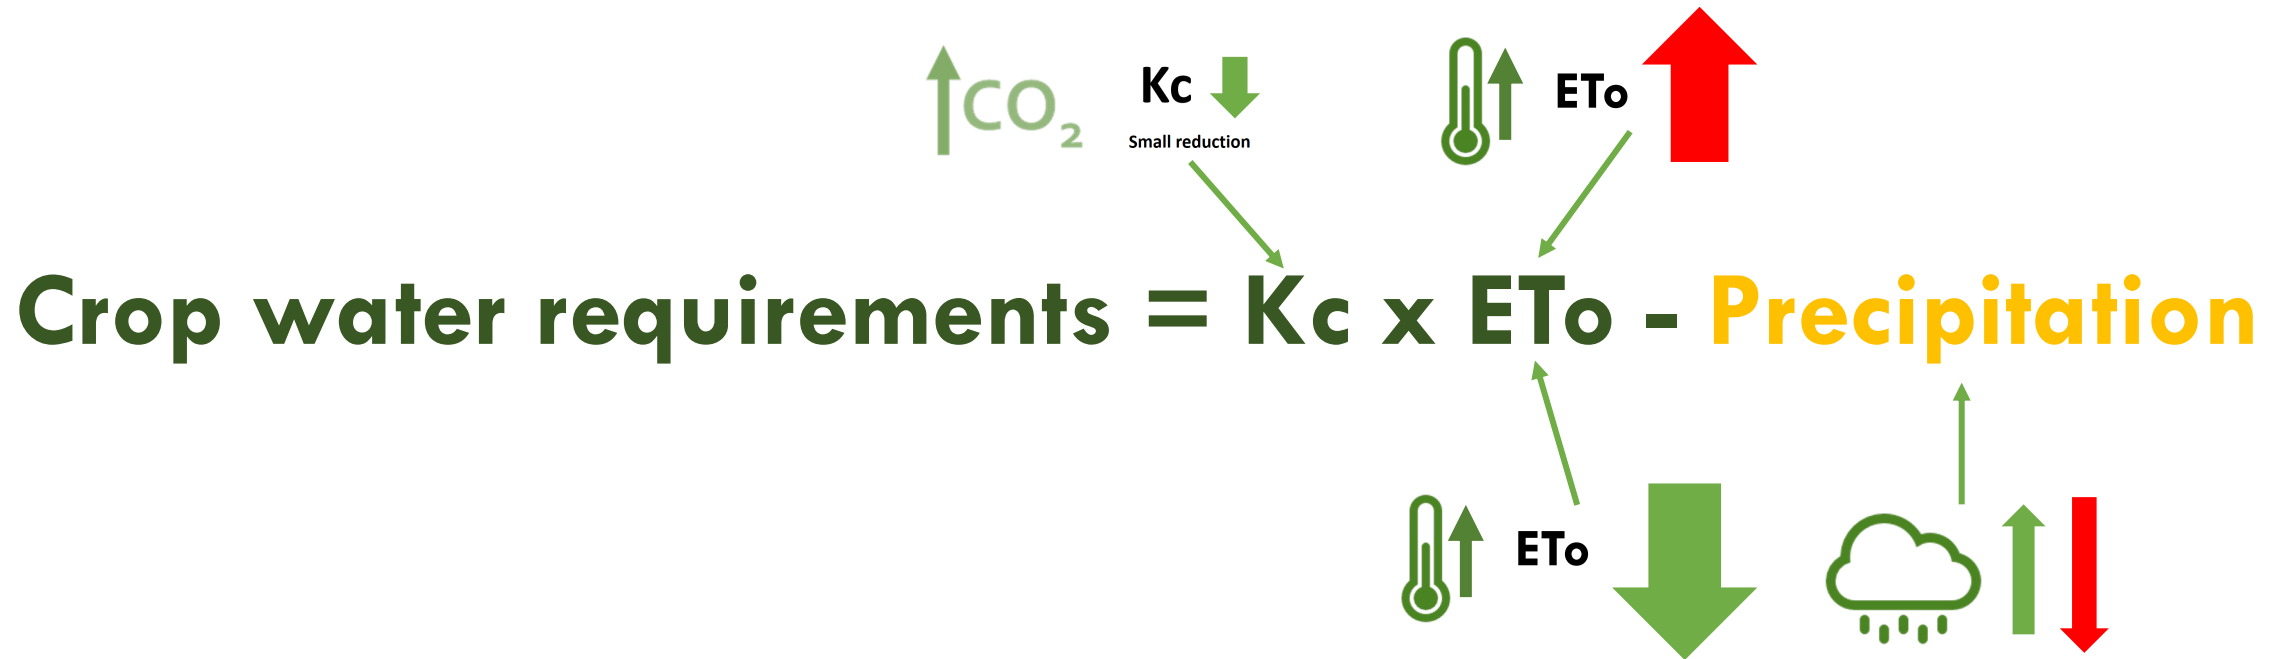 CO₂
Kc
Small reduction
ETo
Crop water requirements = Kc x ETo - Precipitation
ETo